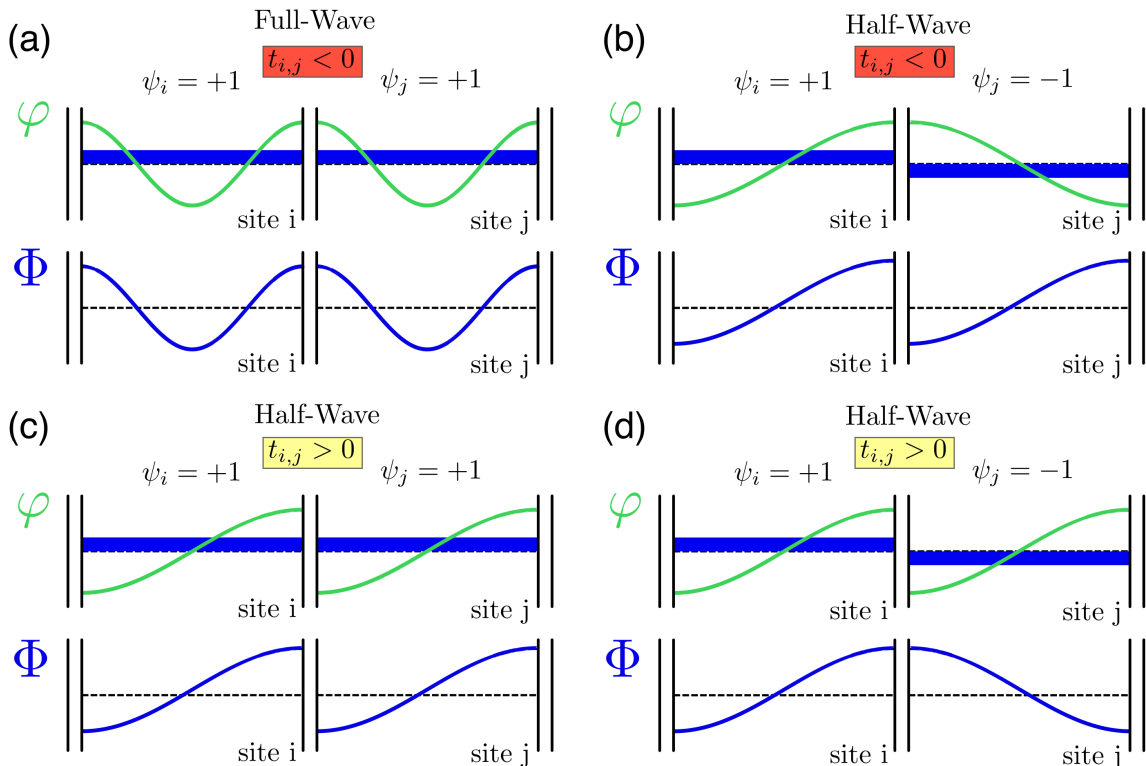 (a)
Full-Wave
t_{i,j} < 0
ψ_i = +1
ψ_j = +1
φ
site i
site j
Φ
site i
site j
(b)
Half-Wave
t_{i,j} < 0
ψ_i = +1
ψ_j = −1
φ
site i
site j
Φ
site i
site j
(c)
Half-Wave
t_{i,j} > 0
ψ_i = +1
ψ_j = +1
φ
site i
site j
Φ
site i
site j
(d)
Half-Wave
t_{i,j} > 0
ψ_i = +1
ψ_j = −1
φ
site i
site j
Φ
site i
site j